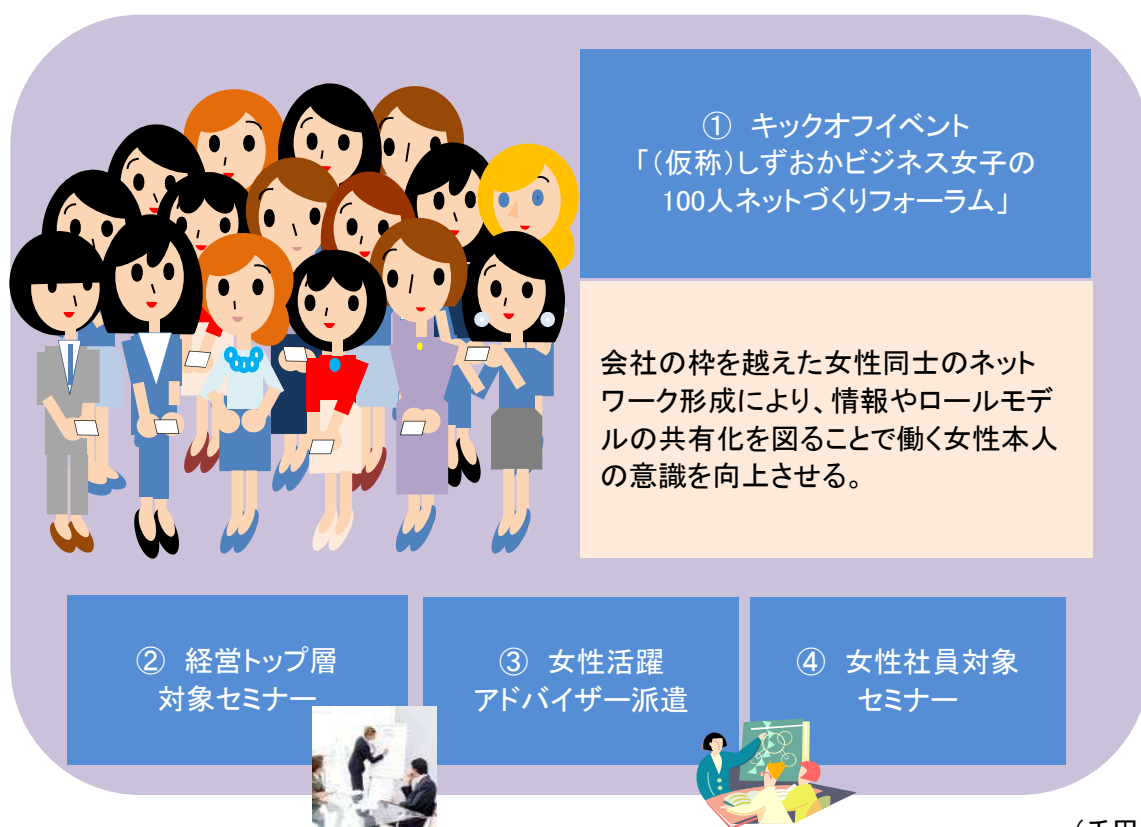 ① キックオフイベント
「(仮称)しずおかビジネス女子の
100人ネットづくりフォーラム」
会社の枠を越えた女性同士のネット
ワーク形成により、情報やロールモデ
ルの共有化を図ることで働く女性本人
の意識を向上させる。
② 経営トップ層
対象セミナー
③ 女性活躍
アドバイザー派遣
④ 女性社員対象
セミナー